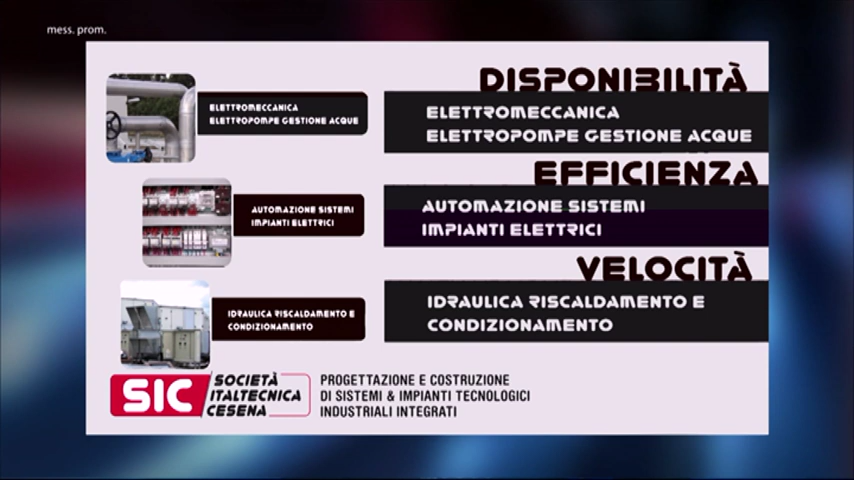 mess. prom.
DISPONIBILITÀ
ELETTROMECCANICA
ELETTROPOMPE GESTIONE ACQUE
ELETTROMECCANICA
ELETTROPOMPE GESTIONE ACQUE
EFFICIENZA
AUTOMAZIONE SISTEMI
IMPIANTI ELETTRICI
AUTOMAZIONE SISTEMI
IMPIANTI ELETTRICI
VELOCITÀ
IDRAULICA RISCALDAMENTO E
CONDIZIONAMENTO
IDRAULICA RISCALDAMENTO E
CONDIZIONAMENTO
SIC
SOCIETÀ
ITALTECNICA
CESENA
PROGETTAZIONE E COSTRUZIONE
DI SISTEMI & IMPIANTI TECNOLOGICI
INDUSTRIALI INTEGRATI